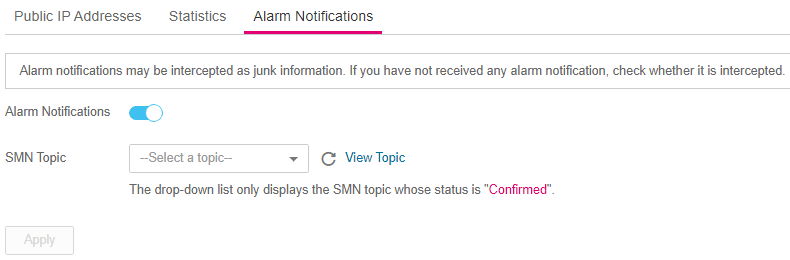 Public IP Addresses Statistics Alarm Notifications
Alarm notifications may be intercepted as junk information. If you have not received any alarm notification, check whether it is intercepted.
Alarm Notifications
SMN Topic --Select a topic-- View Topic
The drop-down list only displays the SMN topic whose status is "Confirmed".
Apply